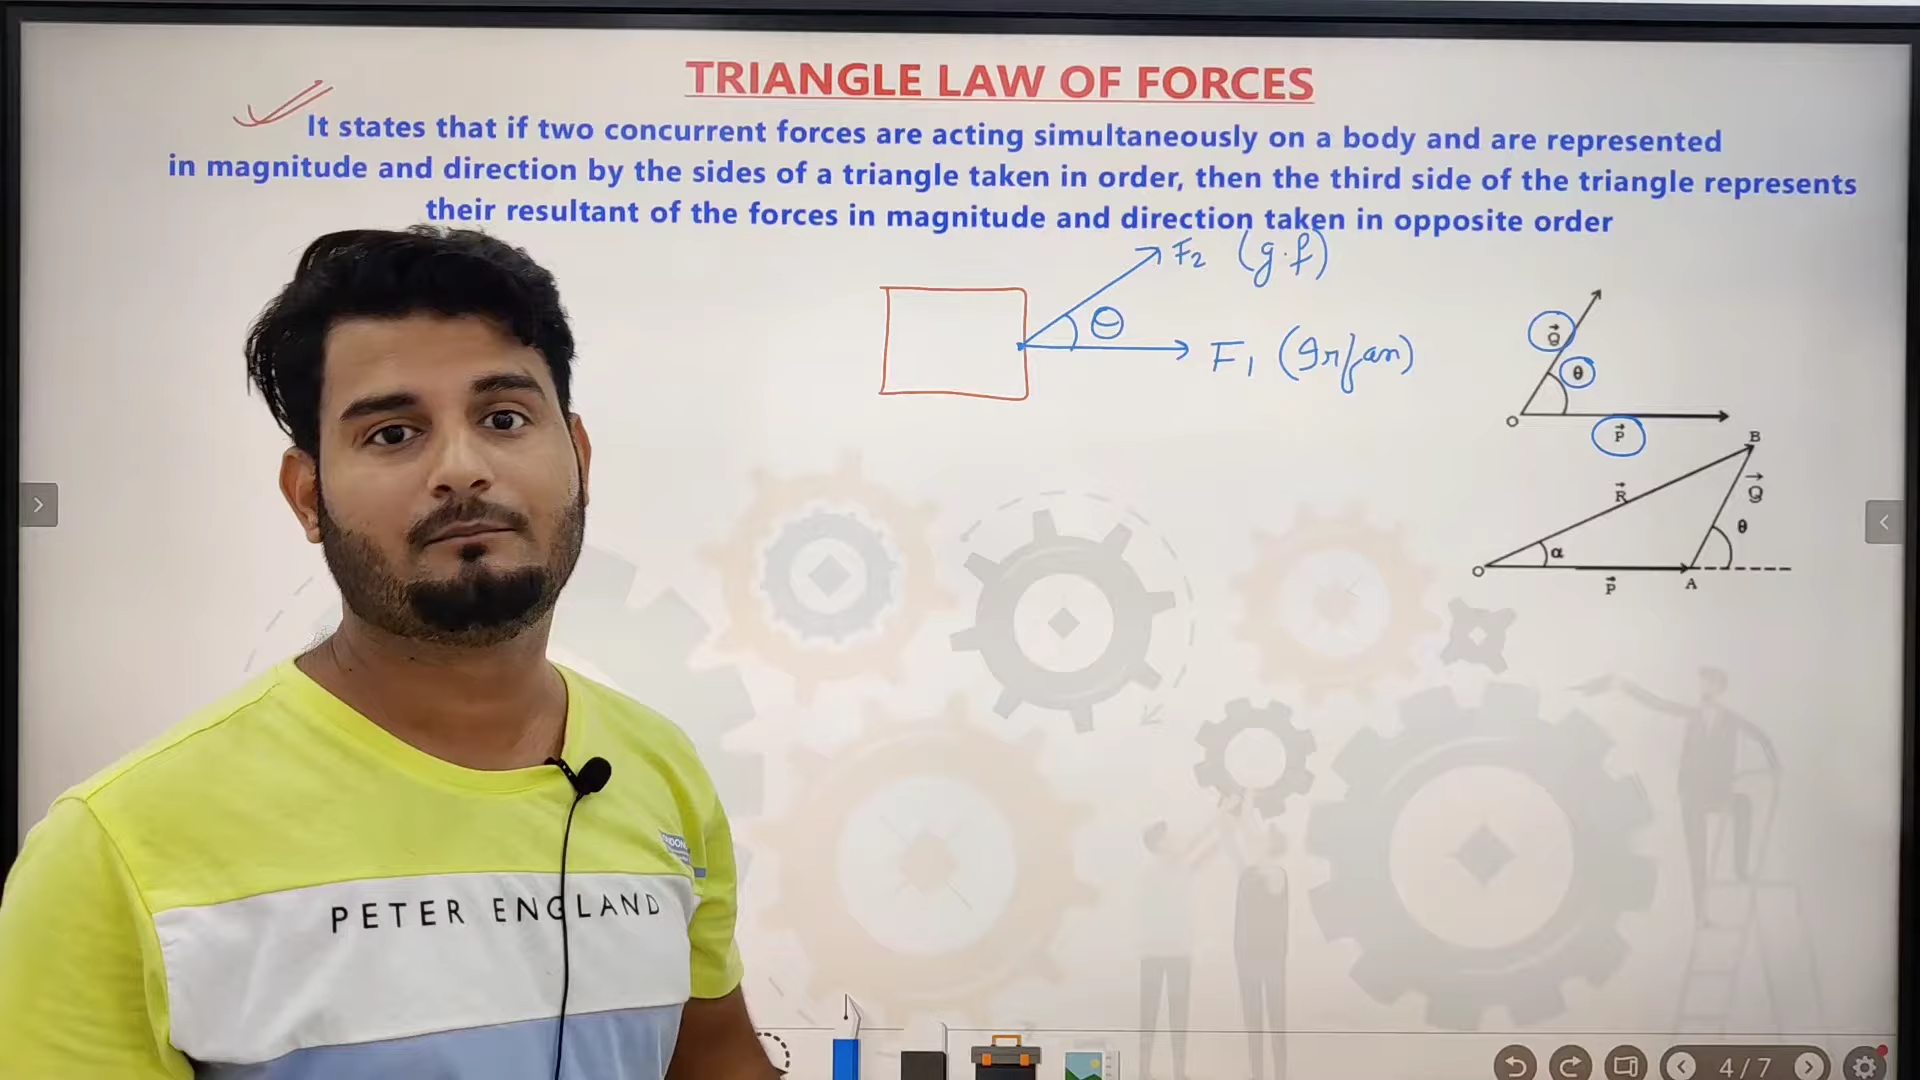 TRIANGLE LAW OF FORCES
It states that if two concurrent forces are acting simultaneously on a body and are represented
in magnitude and direction by the sides of a triangle taken in order, then the third side of the triangle represents
their resultant of the forces in magnitude and direction taken in opposite order
F2 (g.f)
θ
F1 (Irfan)
Q
θ
O
P
B
R
Q
θ
α
O
P
A
PETER ENGLAND
4/7